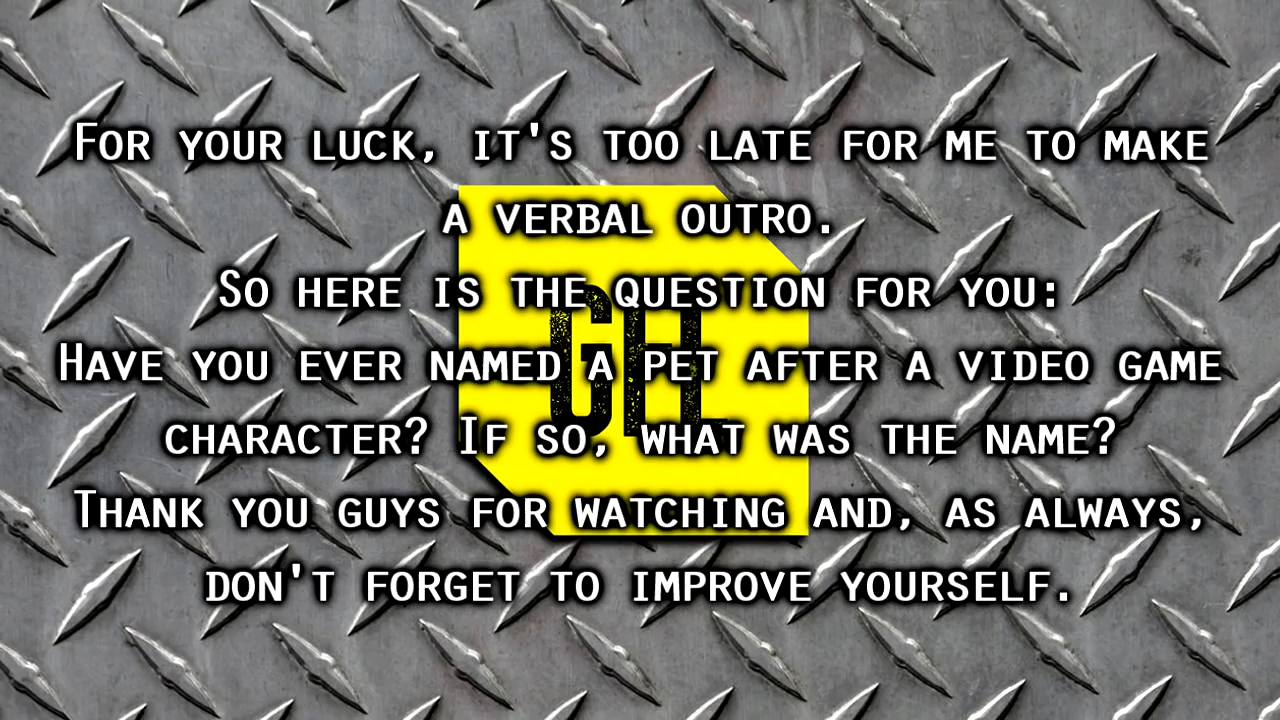 For your luck, it's too late for me to make
a verbal outro.
So here is the question for you:
Have you ever named a pet after a video game
character? If so, what was the name?
Thank you guys for watching and, as always,
don't forget to improve yourself.